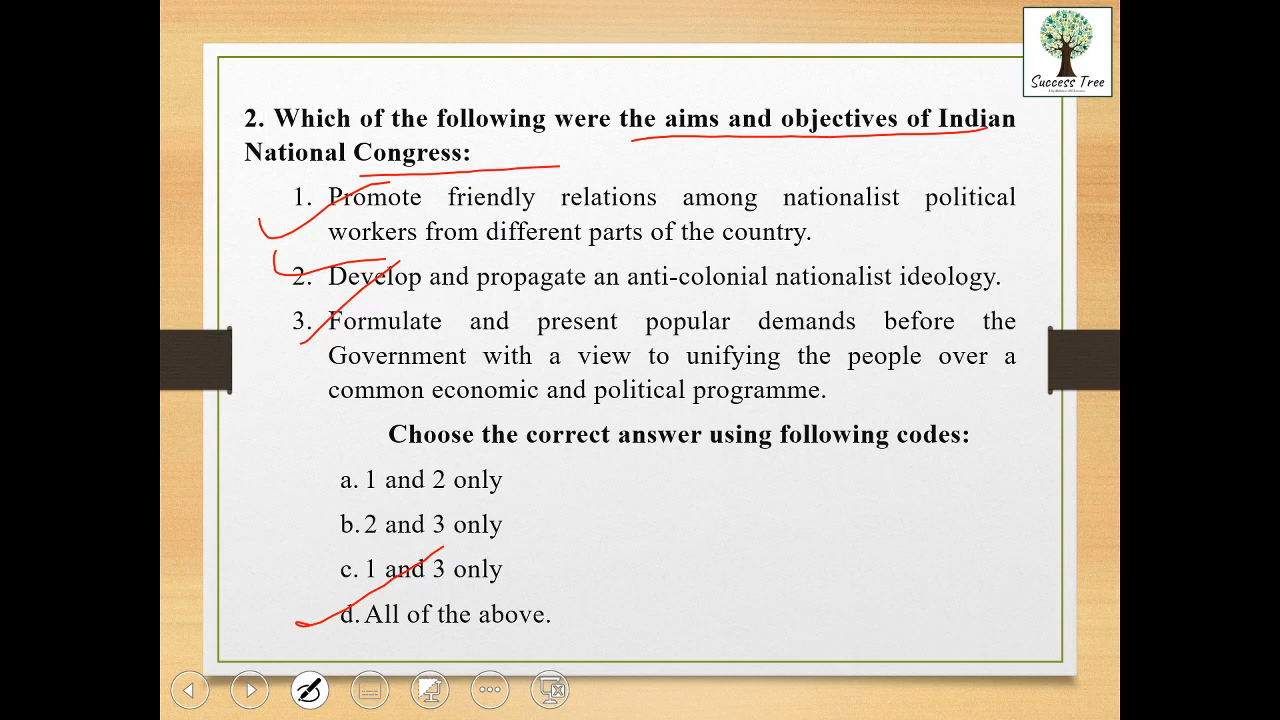 Success Tree
2. Which of the following were the aims and objectives of Indian
National Congress:
1. Promote friendly relations among nationalist political
workers from different parts of the country.
2. Develop and propagate an anti-colonial nationalist ideology.
3. Formulate and present popular demands before the
Government with a view to unifying the people over a
common economic and political programme.
Choose the correct answer using following codes:
a. 1 and 2 only
b. 2 and 3 only
c. 1 and 3 only
d. All of the above.